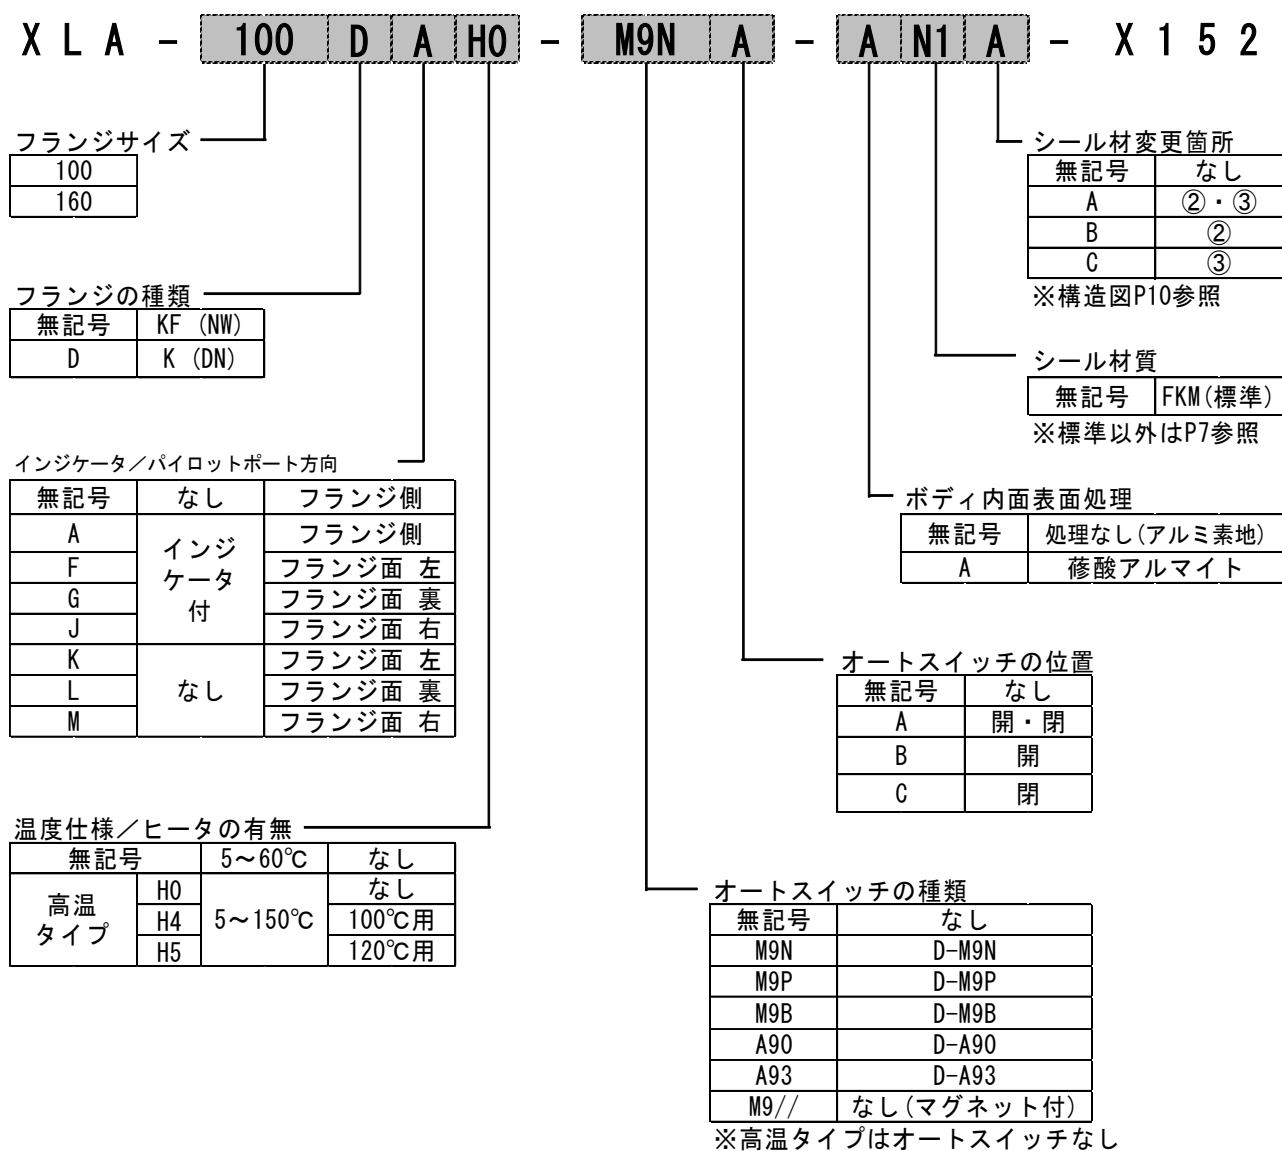 XLA-100DAH0-M9NA-AN1A-X152
フランジサイズ
100
160
フランジの種類
無記号 KF (NW)
D K (DN)
インジケータ／パイロットポート方向
無記号 なし フランジ側
A インジケータ付 フランジ側
F フランジ面 左
G フランジ面 裏
J フランジ面 右
K なし フランジ面 左
L フランジ面 裏
M フランジ面 右
温度仕様／ヒータの有無
無記号 5～60℃ なし
高温タイプ H0 5～150℃ なし
H4 100℃用
H5 120℃用
シール材変更箇所
無記号 なし
A ②・③
B ②
C ③
※構造図P10参照
シール材質
無記号 FKM(標準)
※標準以外はP7参照
ボディ内面表面処理
無記号 処理なし(アルミ素地)
A 蓚酸アルマイト
オートスイッチの位置
無記号 なし
A 開・閉
B 開
C 閉
オートスイッチの種類
無記号 なし
M9N D-M9N
M9P D-M9P
M9B D-M9B
A90 D-A90
A93 D-A93
M9// なし(マグネット付)
※高温タイプはオートスイッチなし